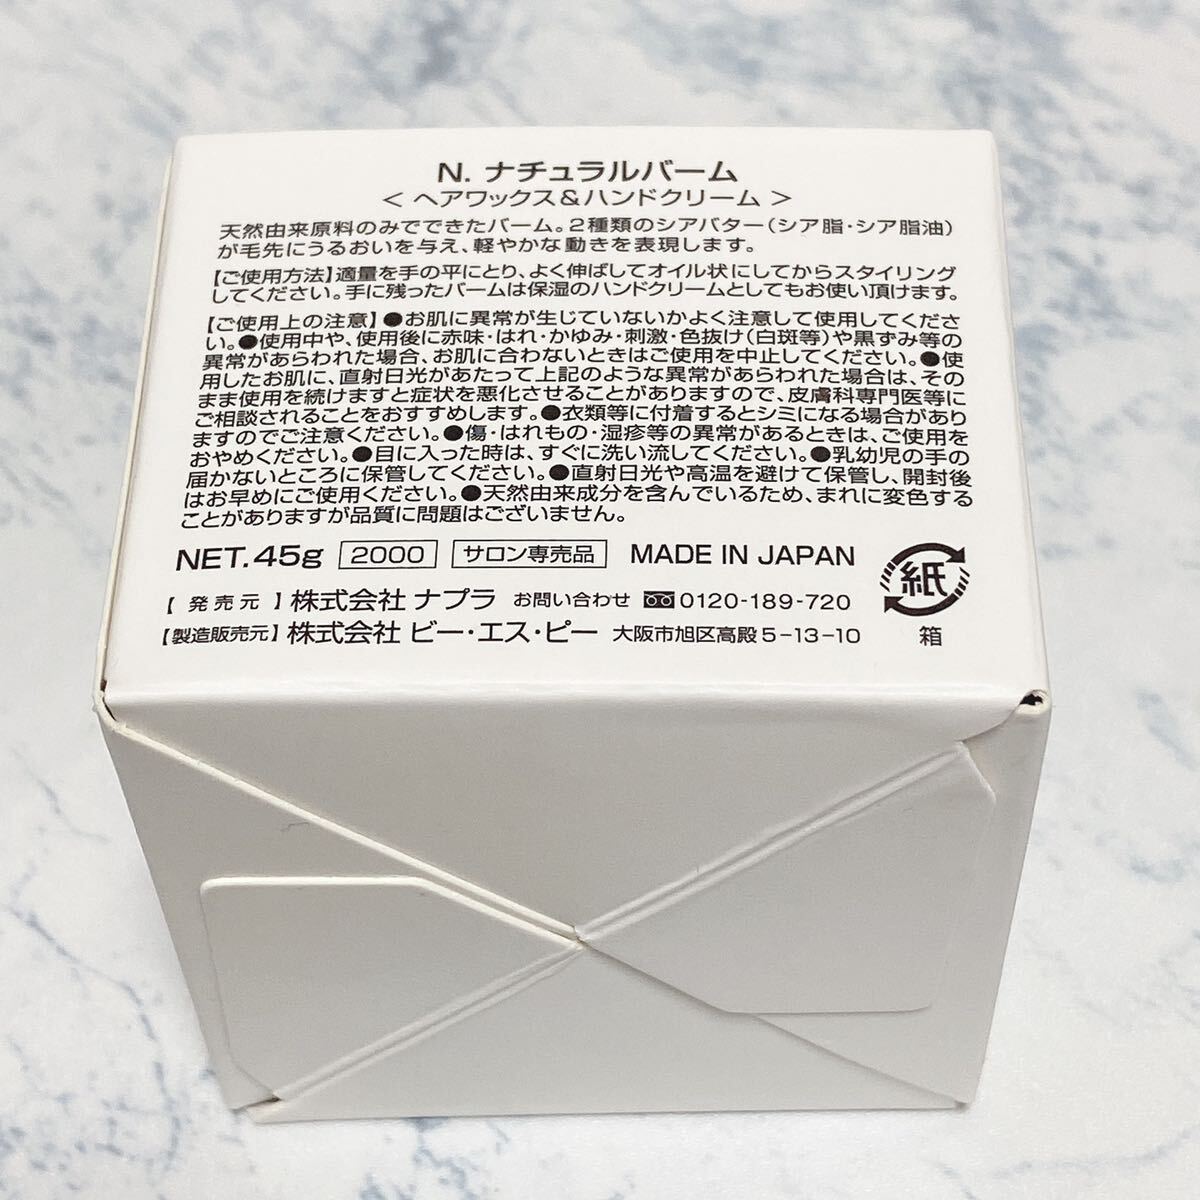 N. ナチュラルバーム
< ヘアワックス&ハンドクリーム >
天然由来原料のみでできたバーム。2種類のシアバター(シア脂・シア脂油)
が毛先にうるおいを与え、軽やかな動きを表現します。
【ご使用方法】適量を手の平にとり、よく伸ばしてオイル状にしてからスタイリング
してください。手に残ったバームは保湿のハンドクリームとしてもお使い頂けます。
【ご使用上の注意】●お肌に異常が生じていないかよく注意して使用してくださ
い。●使用中や、使用後に赤味・はれ・かゆみ・刺激・色抜け(白斑等)や黒ずみ等の
異常があらわれた場合、お肌に合わないときはご使用を中止してください。●使
用したお肌に、直射日光があたって上記のような異常があらわれた場合は、その
まま使用を続けますと症状を悪化させることがありますので、皮膚科専門医等に
ご相談されることをおすすめします。●衣類等に付着するとシミになる場合があり
ますのでご注意ください。●傷・はれもの・湿疹等の異常があるときは、ご使用を
おやめください。●目に入った時は、すぐに洗い流してください。●乳幼児の手の
届かないところに保管してください。●直射日光や高温を避けて保管し、開封後
はお早めにご使用ください。●天然由来成分を含んでいるため、まれに変色する
ことがありますが品質に問題はございません。
NET.45g 2000 サロン専売品 MADE IN JAPAN
紙
【 発売元 】株式会社 ナプラ お問い合わせ 0120-189-720
【製造販売元】株式会社 ビー・エス・ピー 大阪市旭区高殿5-13-10
箱